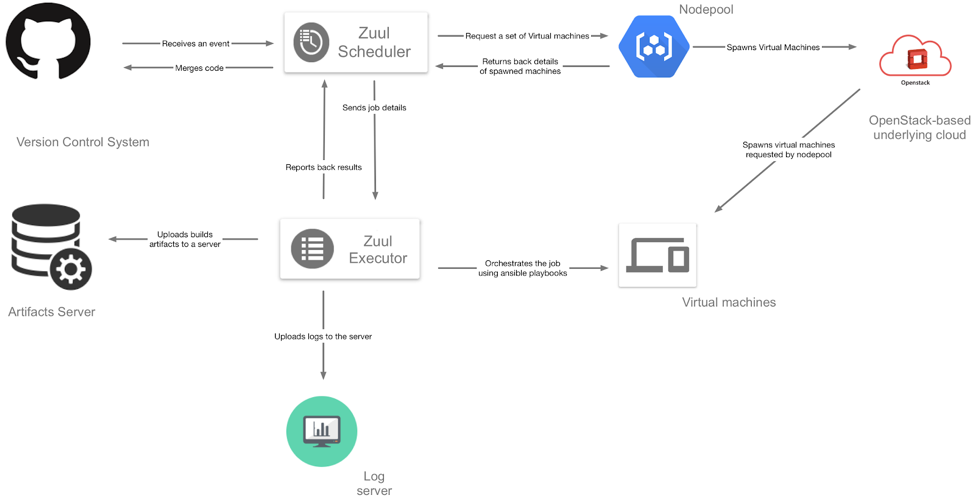 Nodepool
Zuul
Scheduler
Receives an event
Merges code
Request a set of Virtual machines
Returns back details
of spawned machines
Spawns Virtual Machines
Openstack
OpenStack-based
underlying cloud
Version Control System
Sends job details
Reports back results
Spawns virtual machines
requested by nodepool
Uploads builds
artifacts to a server
Zuul
Executor
Orchestrates the job
using ansible playbooks
Artifacts Server
Virtual machines
Uploads logs to the server
Log
server